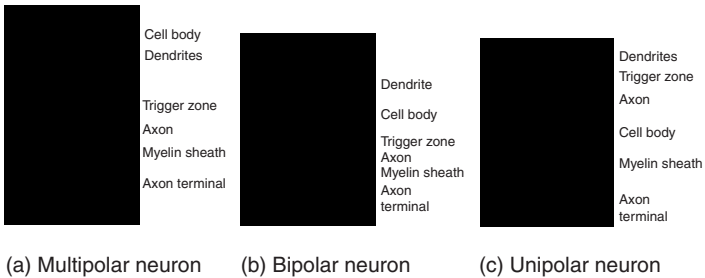 Cell body
Dendrites
Trigger zone
Axon
Myelin sheath
Axon terminal
(a) Multipolar neuron
Dendrite
Cell body
Trigger zone
Axon
Myelin sheath
Axon
terminal
(b) Bipolar neuron
Dendrites
Trigger zone
Axon
Cell body
Myelin sheath
Axon
terminal
(c) Unipolar neuron